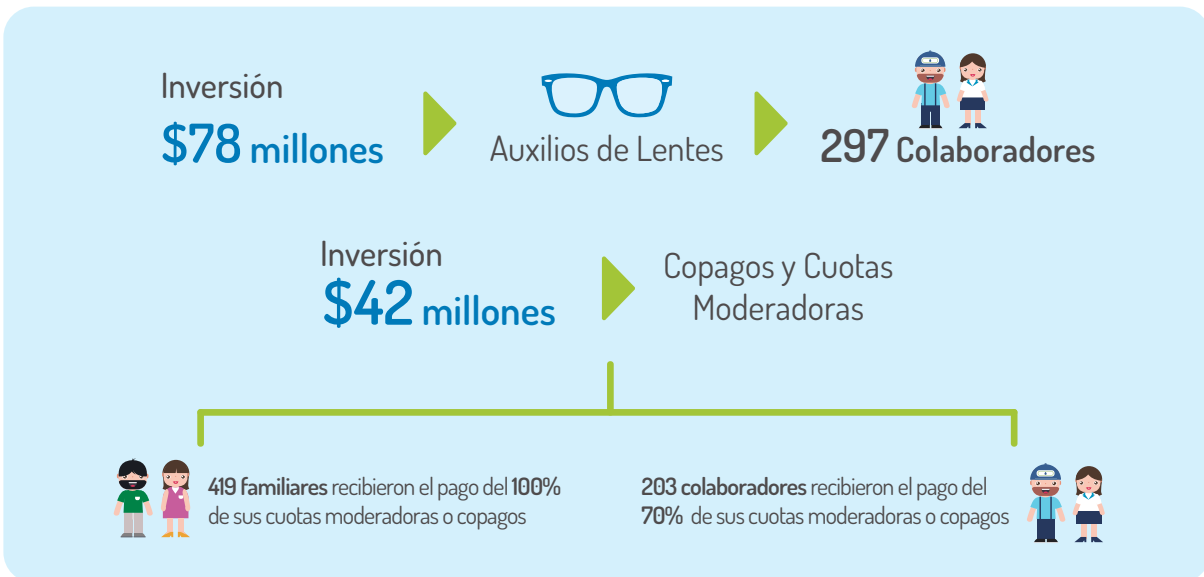 Inversión
$78 millones
Auxilios de Lentes
297 Colaboradores
Inversión
$42 millones
Copagos y Cuotas
Moderadoras
419 familiares recibieron el pago del 100%
de sus cuotas moderadoras o copagos
203 colaboradores recibieron el pago del
70% de sus cuotas moderadoras o copagos